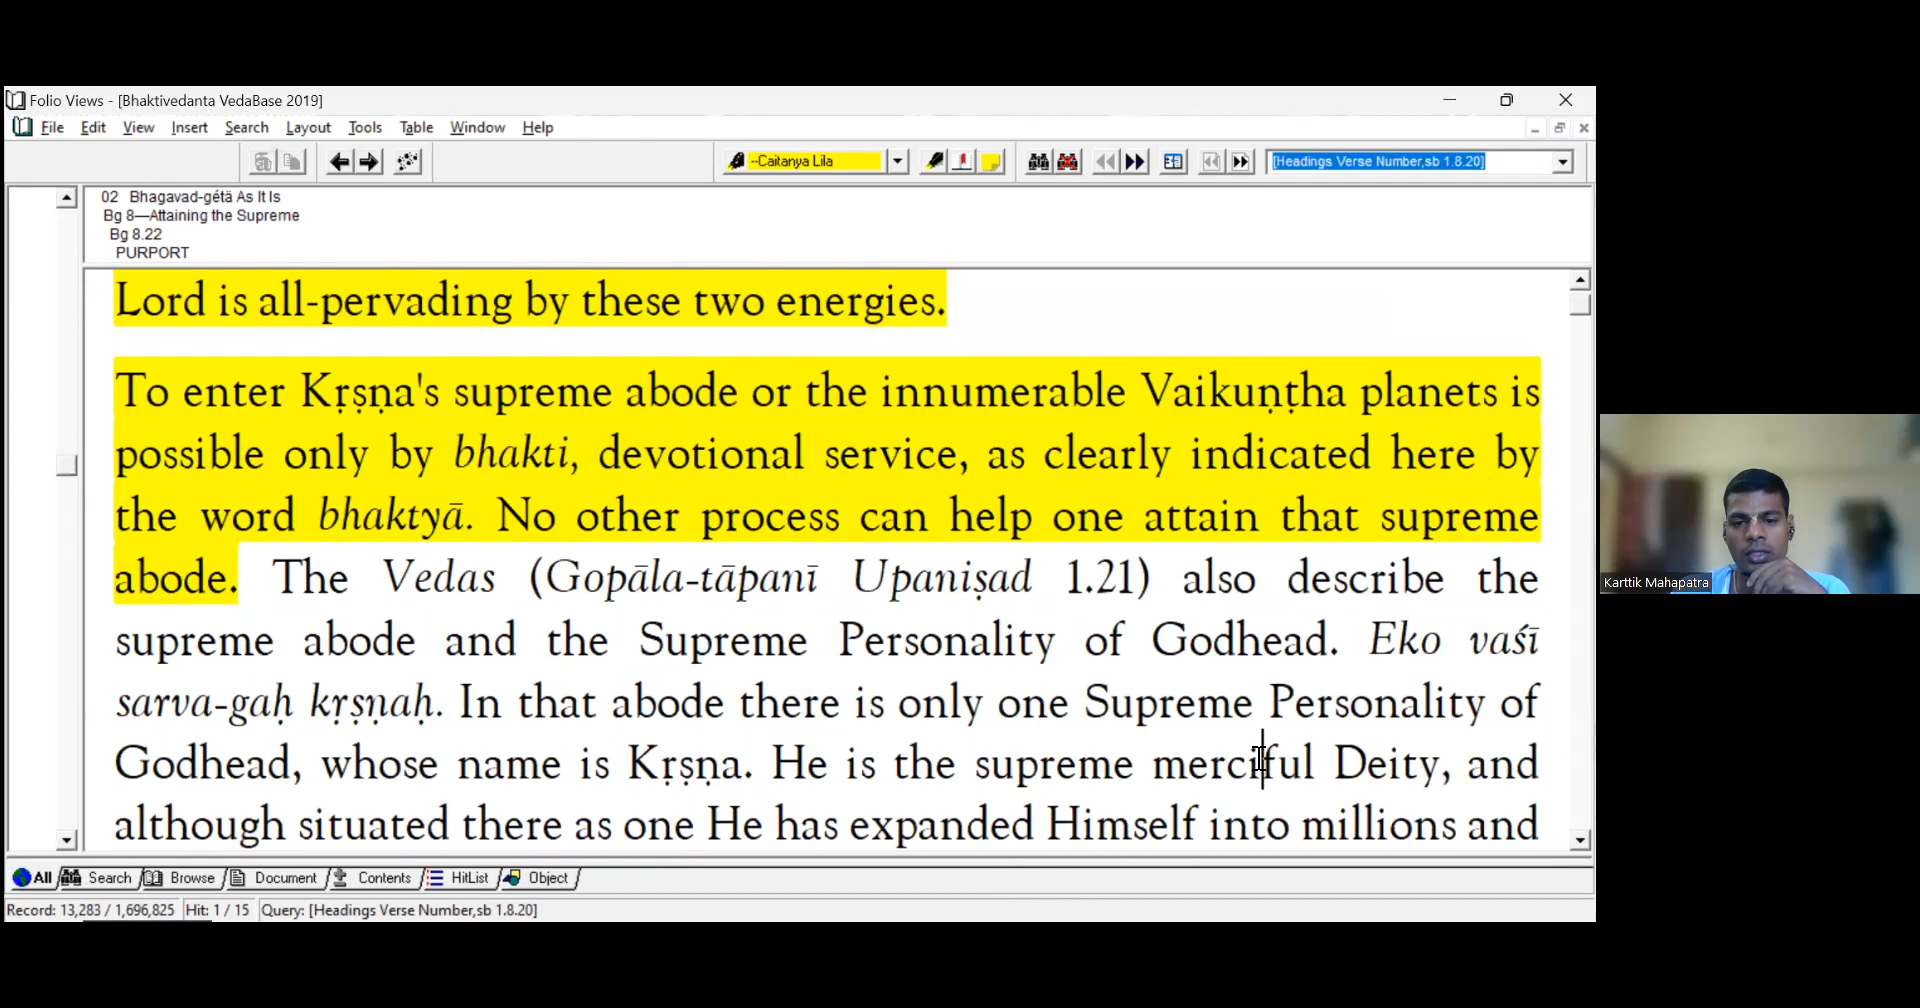 Folio Views - [Bhaktivedanta VedaBase 2019]
File Edit View Insert Search Layout Tools Table Window Help
--Caitanya Lila
[Headings Verse Number,sb 1.8.20]
02 Bhagavad-gétä As It Is
Bg 8—Attaining the Supreme
Bg 8.22
PURPORT
Lord is all-pervading by these two energies.
To enter Kṛṣṇa's supreme abode or the innumerable Vaikuṇṭha planets is
possible only by bhakti, devotional service, as clearly indicated here by
the word bhaktyā. No other process can help one attain that supreme
abode. The Vedas (Gopāla-tāpanī Upaniṣad 1.21) also describe the
supreme abode and the Supreme Personality of Godhead. Eko vaśī
sarva-gaḥ kṛṣṇaḥ. In that abode there is only one Supreme Personality of
Godhead, whose name is Kṛṣṇa. He is the supreme merciful Deity, and
although situated there as one He has expanded Himself into millions and
Karttik Mahapatra
All Search Browse Document Contents HitList Object
Record: 13,283 / 1,696,825 Hit: 1 / 15 Query: [Headings Verse Number,sb 1.8.20]